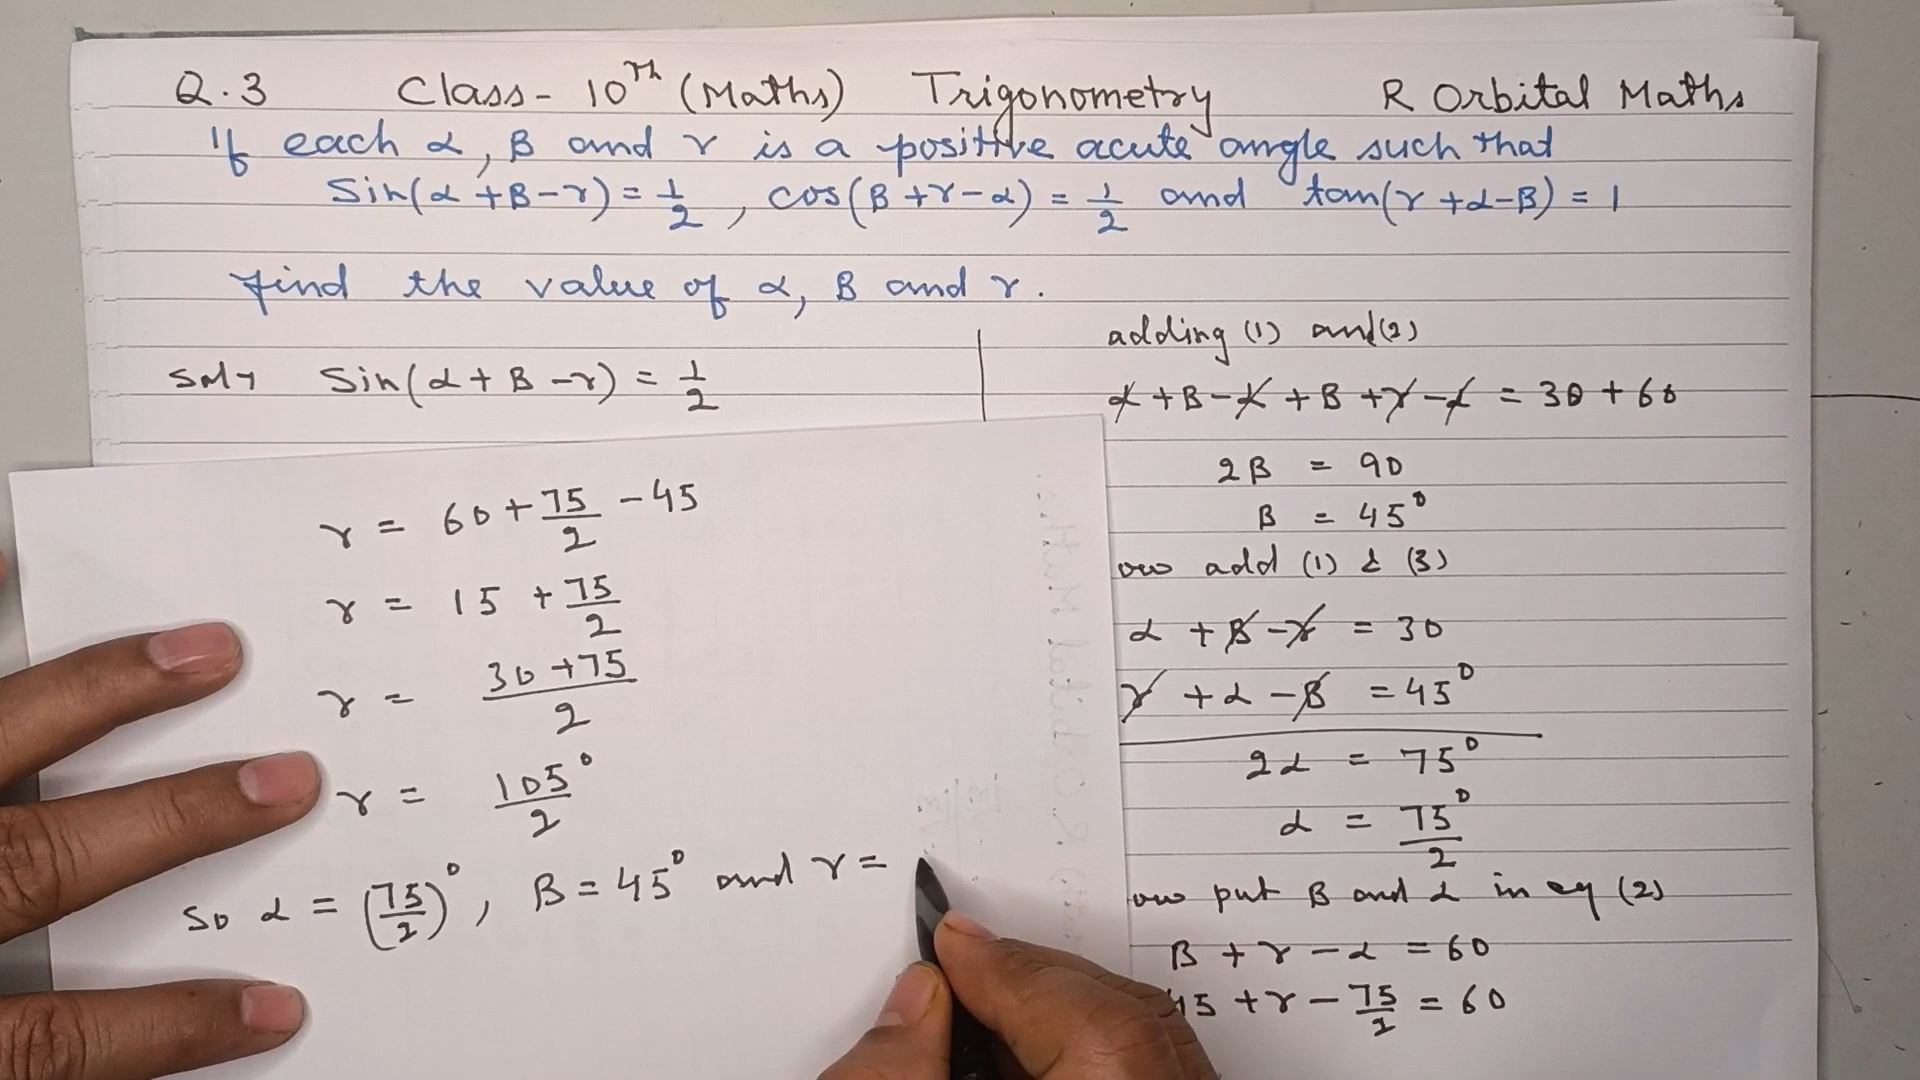 Q.3 Class- 10th (Maths) Trigonometry R Orbital Maths
If each α, β and γ is a positive acute angle such that
Sin(α + β - γ) = 1/2, cos(β + γ - α) = 1/2 and tan(γ + α - β) = 1
find the value of α, β and γ.
Soln Sin(α + β - γ) = 1/2
γ = 60 + 75/2 - 45
γ = 15 + 75/2
γ = 30 + 75/2
γ = 105°/2
So α = (75/2)°, β = 45° and γ =
adding (1) and (2)
α + β - γ + β + γ - α = 30 + 60
2β = 90
β = 45°
ow add (1) & (3)
α + β - γ = 30
γ + α - β = 45°
2α = 75°
α = 75°/2
ow put β and α in eq (2)
β + γ - α = 60
45 + γ - 75/2 = 60